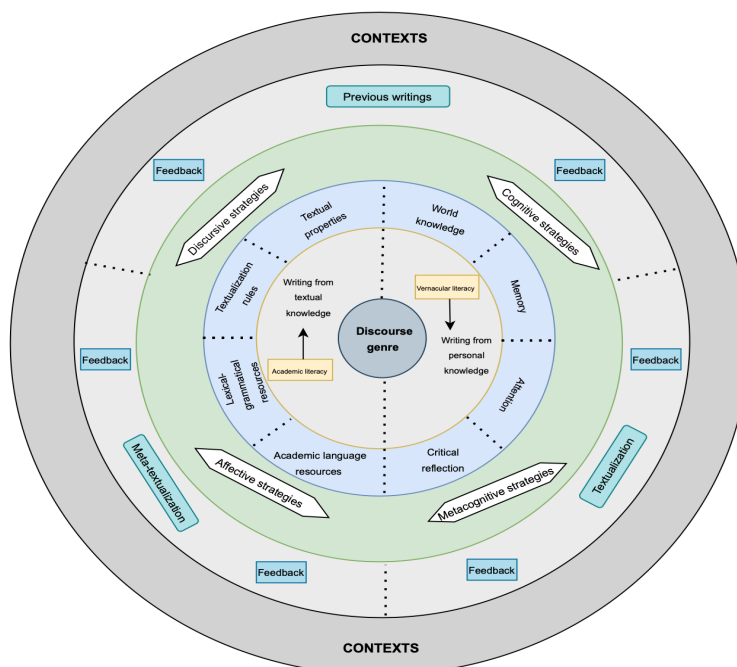 CONTEXTS
Previous writings
Feedback
Feedback
Discursive strategies
Cognitive strategies
Textual
properties
World
knowledge
Textualization
rules
Memory
Writing from
textual
knowledge
Vernacular literacy
Discourse
genre
Writing from
personal
knowledge
Academic literacy
Feedback
Feedback
Lexical-
grammatical
resources
Attention
Academic language
resources
Critical
reflection
Affective strategies
Metacognitive strategies
Meta-textualization
Textualization
Feedback
Feedback
CONTEXTS